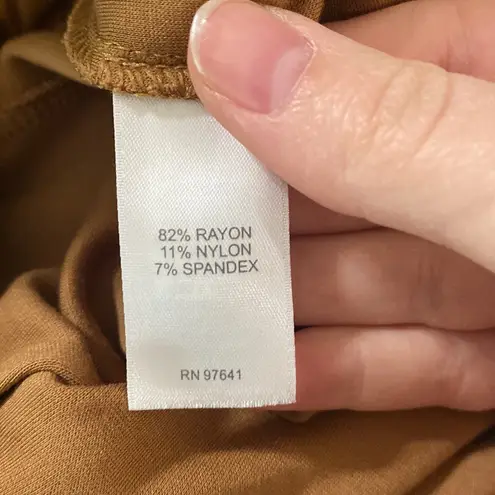 82% RAYON
11% NYLON
7% SPANDEX
RN 97641